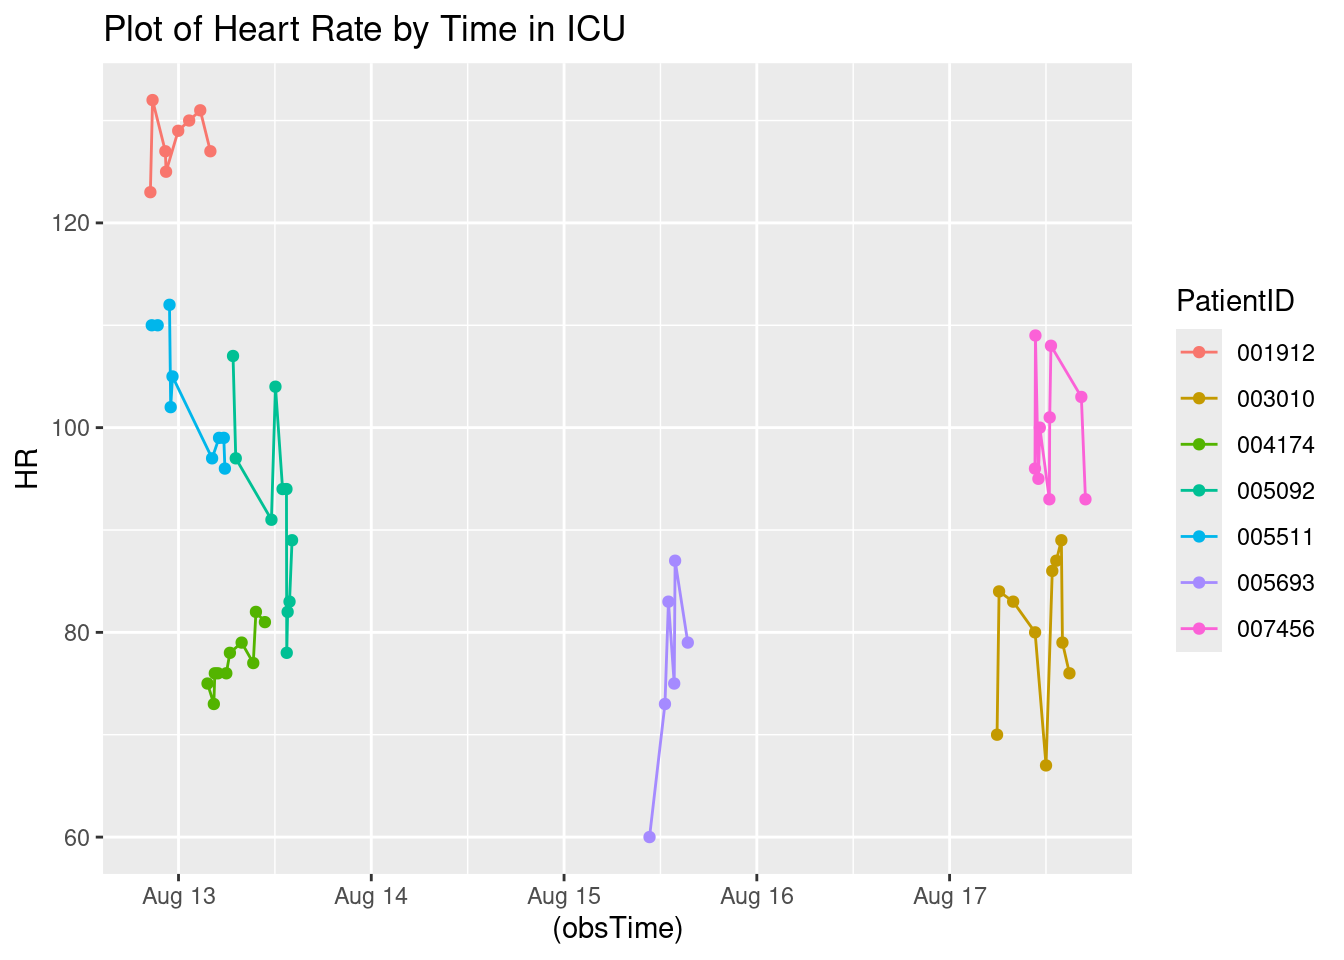 Plot of Heart Rate by Time in ICU
HR
120
100
80
60
Aug 13
Aug 14
Aug 15
Aug 16
Aug 17
(obsTime)
PatientID
001912
003010
004174
005092
005511
005693
007456